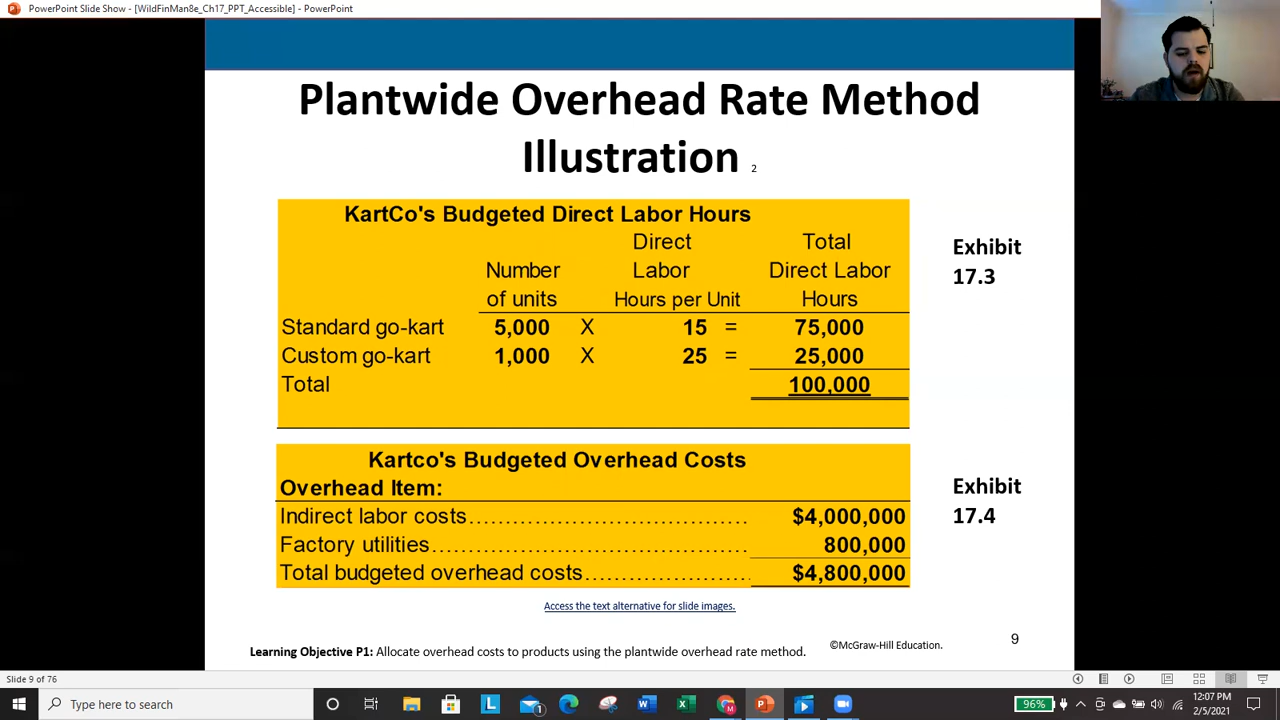 PowerPoint Slide Show - [WildFinMan8e_Ch17_PPT_Accessible] - PowerPoint
Plantwide Overhead Rate Method
Illustration 2
KartCo's Budgeted Direct Labor Hours
Direct Total
Number Labor Direct Labor
of units Hours per Unit Hours
Standard go-kart 5,000 X 15 = 75,000
Custom go-kart 1,000 X 25 = 25,000
Total 100,000
Exhibit
17.3
Kartco's Budgeted Overhead Costs
Overhead Item:
Indirect labor costs........................................ $4,000,000
Factory utilities.............................................. 800,000
Total budgeted overhead costs....................... $4,800,000
Exhibit
17.4
Access the text alternative for slide images.
Learning Objective P1: Allocate overhead costs to products using the plantwide overhead rate method.
©McGraw-Hill Education.
9
Slide 9 of 76
Type here to search
96%
12:07 PM
2/5/2021